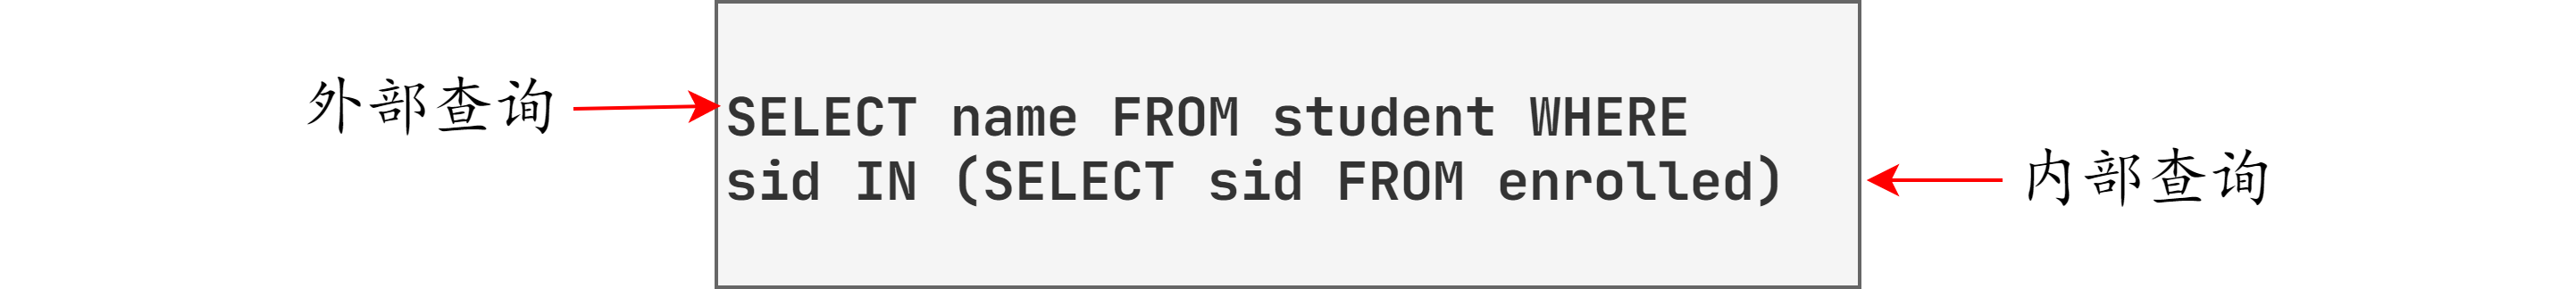 外部查询
SELECT name FROM student WHERE
sid IN (SELECT sid FROM enrolled)
内部查询